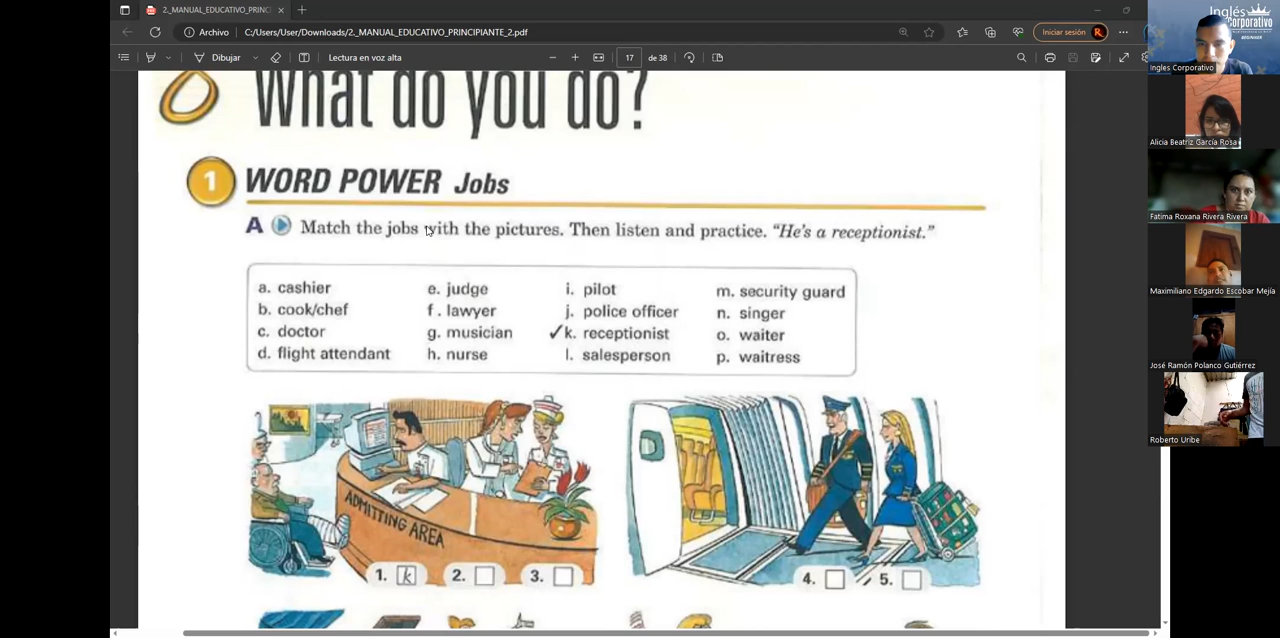 2._MANUAL_EDUCATIVO_PRINCI
Archivo
C:/Users/User/Downloads/2._MANUAL_EDUCATIVO_PRINCIPIANTE_2.pdf
Iniciar sesión
Dibujar
Lectura en voz alta
17
de 38
8 What do you do?
1 WORD POWER Jobs
A Match the jobs with the pictures. Then listen and practice. “He's a receptionist.”
a. cashier
b. cook/chef
c. doctor
d. flight attendant
e. judge
f. lawyer
g. musician
h. nurse
i. pilot
j. police officer
✓k. receptionist
l. salesperson
m. security guard
n. singer
o. waiter
p. waitress
ADMITTING AREA
1. k
2.
3.
4.
5.
Inglés
Corporativo
BEGINNER
Ingles Corporativo
Alicia Beatriz García Rosa
Fatima Roxana Rivera Rivera
Maximiliano Edgardo Escobar Mejía
José Ramón Polanco Gutiérrez
Roberto Uribe